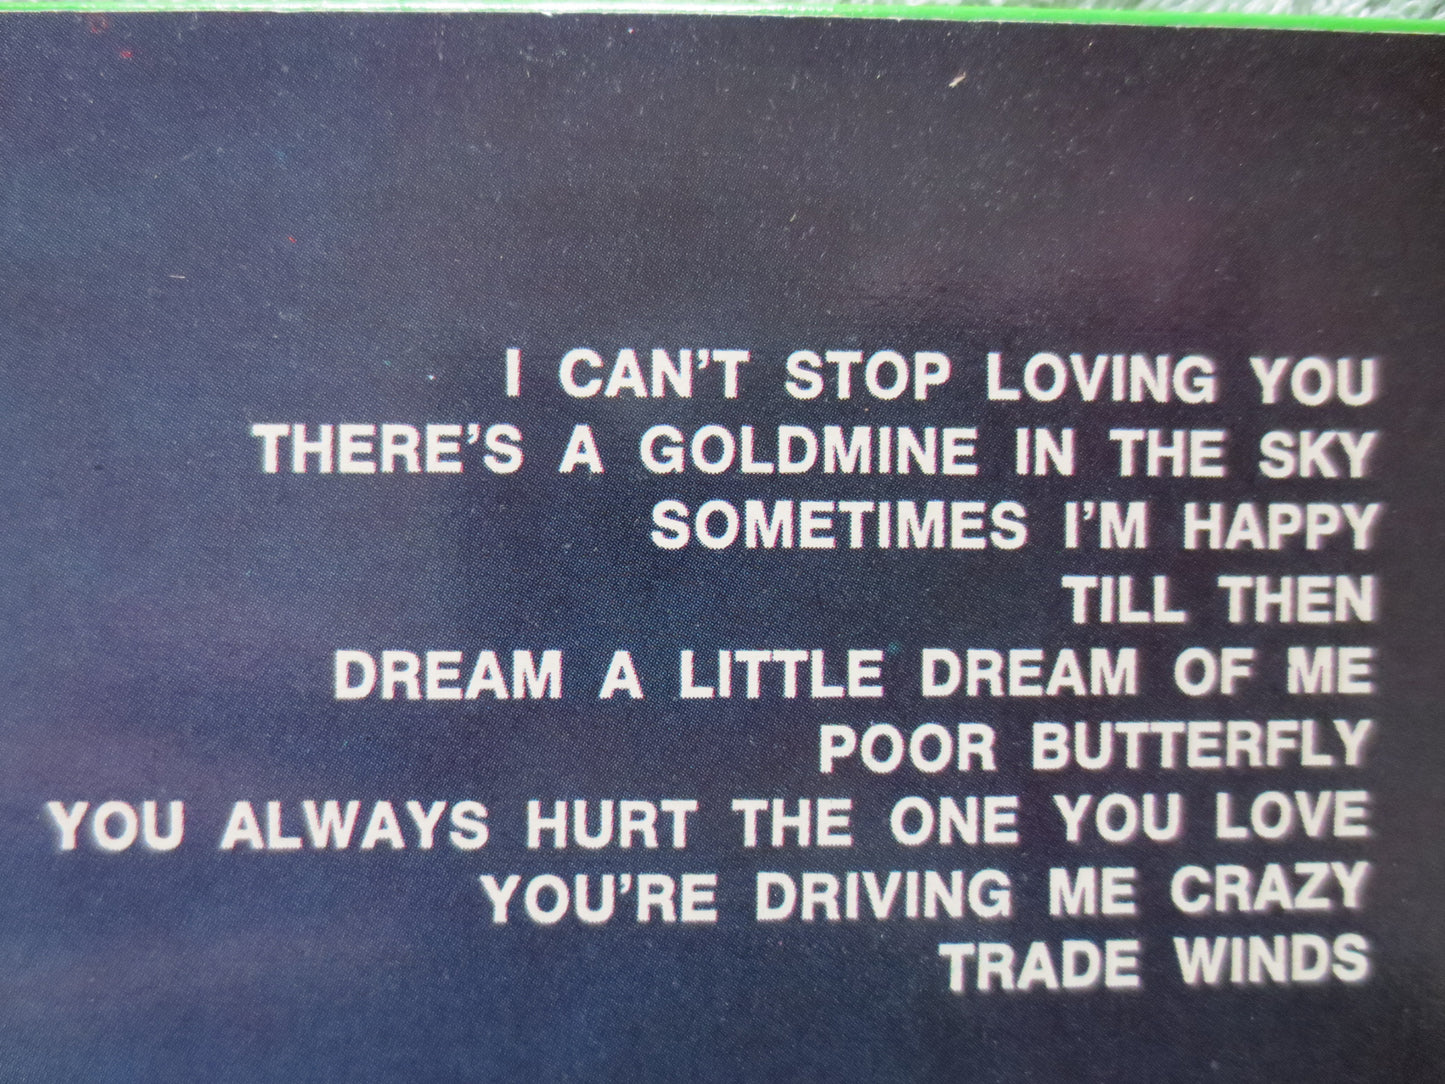 I CAN'T STOP LOVING YOU
THERE'S A GOLDMINE IN THE SKY
SOMETIMES I'M HAPPY
TILL THEN
DREAM A LITTLE DREAM OF ME
POOR BUTTERFLY
YOU ALWAYS HURT THE ONE YOU LOVE
YOU'RE DRIVING ME CRAZY
TRADE WINDS